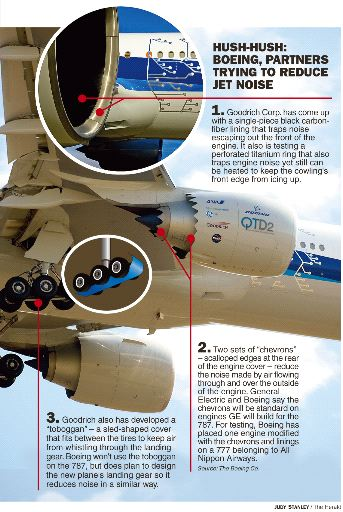 HUSH-HUSH:
BOEING, PARTNERS
TRYING TO REDUCE
JET NOISE
1. Goodrich Corp. has come up
with a single-piece black carbon-
fiber lining that traps noise
escaping out the front of the
engine. It also is testing a
perforated titanium ring that also
traps engine noise yet still can
be heated to keep the cowling's
front edge from icing up.
ANA
BOEING
GOODRICH
QTD2
2. Two sets of "chevrons"
– scalloped edges at the rear
of the engine cover – reduce
the noise made by air flowing
through and over the outside
of the engine. General
Electric and Boeing say the
chevrons will be standard on
engines GE will build for the
787. For testing, Boeing has
placed one engine modified
with the chevrons and linings
on a 777 belonging to All
Nippon Airways.
Source: The Boeing Co.
3. Goodrich also has developed a
"toboggan" – a sled-shaped cover
that fits between the tires to keep air
from whistling through the landing
gear. Boeing won't use the toboggan
on the 787, but does plan to design
the new plane's landing gear so it
reduces noise in a similar way.
JUDY STANLEY / The Herald